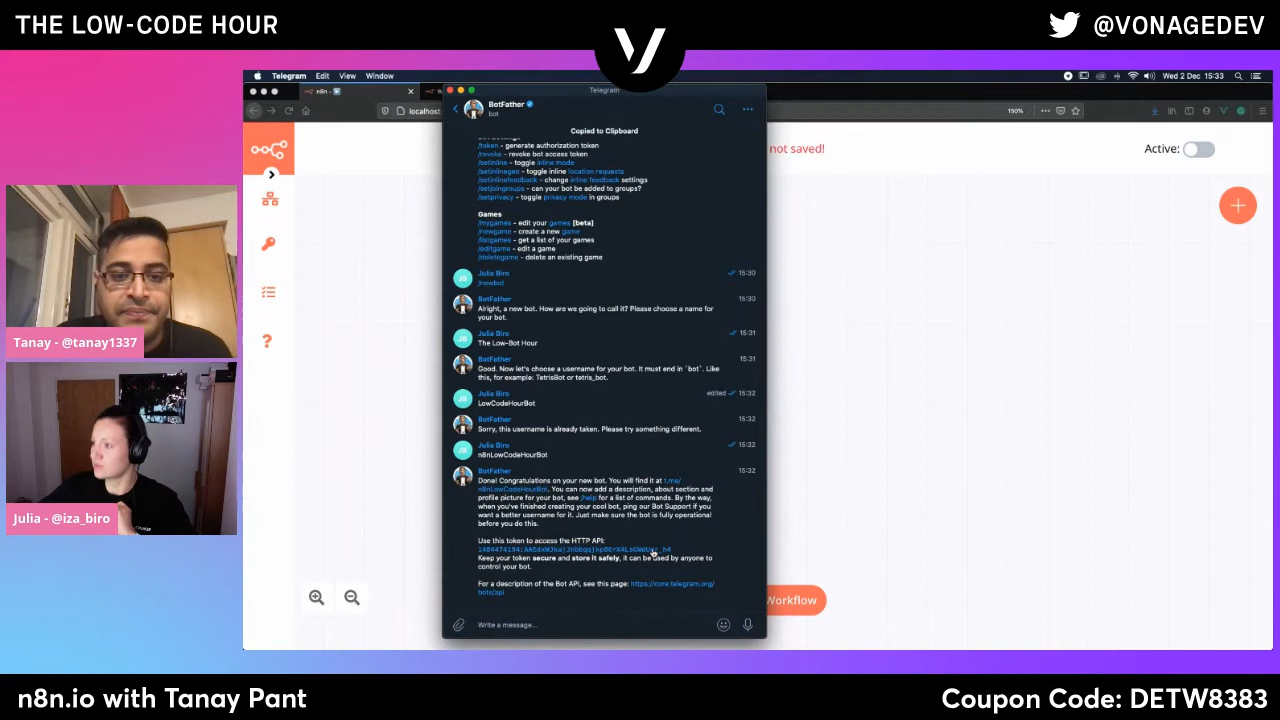 THE LOW-CODE HOUR
@VONAGEDEV
Telegram Edit View Window
Wed 2 Dec 15:33
n8n -
Telegram
localhost
150%
BotFather
bot
Copied to Clipboard
not saved!
Active:
/token - generate authorization token
/revoke - revoke bot access token
/setinline - toggle inline mode
/setinlinegeo - toggle inline location requests
/setinlinefeedback - change inline feedback settings
/setjoingroups - can your bot be added to groups?
/setprivacy - toggle privacy mode in groups
Games
/mygames - edit your games [beta]
/newgame - create a new game
/listgames - get a list of your games
/editgame - edit a game
/deletegame - delete an existing game
JB
Julia Biro
15:30
/newbot
BotFather
15:30
Alright, a new bot. How are we going to call it? Please choose a name for
your bot.
JB
Julia Biro
15:31
The Low-Bot Hour
BotFather
15:31
Good. Now let's choose a username for your bot. It must end in `bot`. Like
this, for example: TetrisBot or tetris_bot.
JB
Julia Biro
edited 15:32
LowCodeHourBot
BotFather
15:32
Sorry, this username is already taken. Please try something different.
JB
Julia Biro
15:32
n8nLowCodeHourBot
BotFather
15:32
Done! Congratulations on your new bot. You will find it at t.me/
n8nLowCodeHourBot. You can now add a description, about section and
profile picture for your bot, see /help for a list of commands. By the way,
when you've finished creating your cool bot, ping our Bot Support if you
want a better username for it. Just make sure the bot is fully operational
before you do this.
Use this token to access the HTTP API:
Keep your token secure and store it safely, it can be used by anyone to
control your bot.
For a description of the Bot API, see this page: https://core.telegram.org/
bots/api
Write a message...
Workflow
Tanay - @tanay1337
Julia - @iza_biro
n8n.io with Tanay Pant
Coupon Code: DETW8383